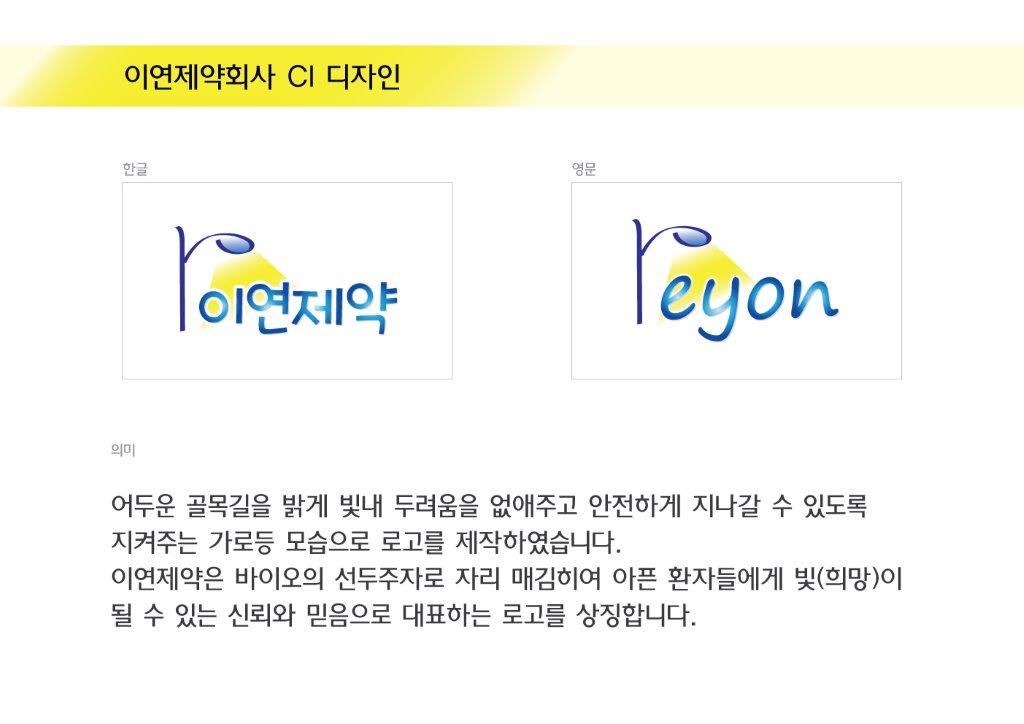 이연제약회사 CI 디자인
한글
영문
이연제약
reyon
의미
어두운 골목길을 밝게 빛내 두려움을 없애주고 안전하게 지나갈 수 있도록
지켜주는 가로등 모습으로 로고를 제작하였습니다.
이연제약은 바이오의 선두주자로 자리 매김히여 아픈 환자들에게 빛(희망)이
될 수 있는 신뢰와 믿음으로 대표하는 로고를 상징합니다.